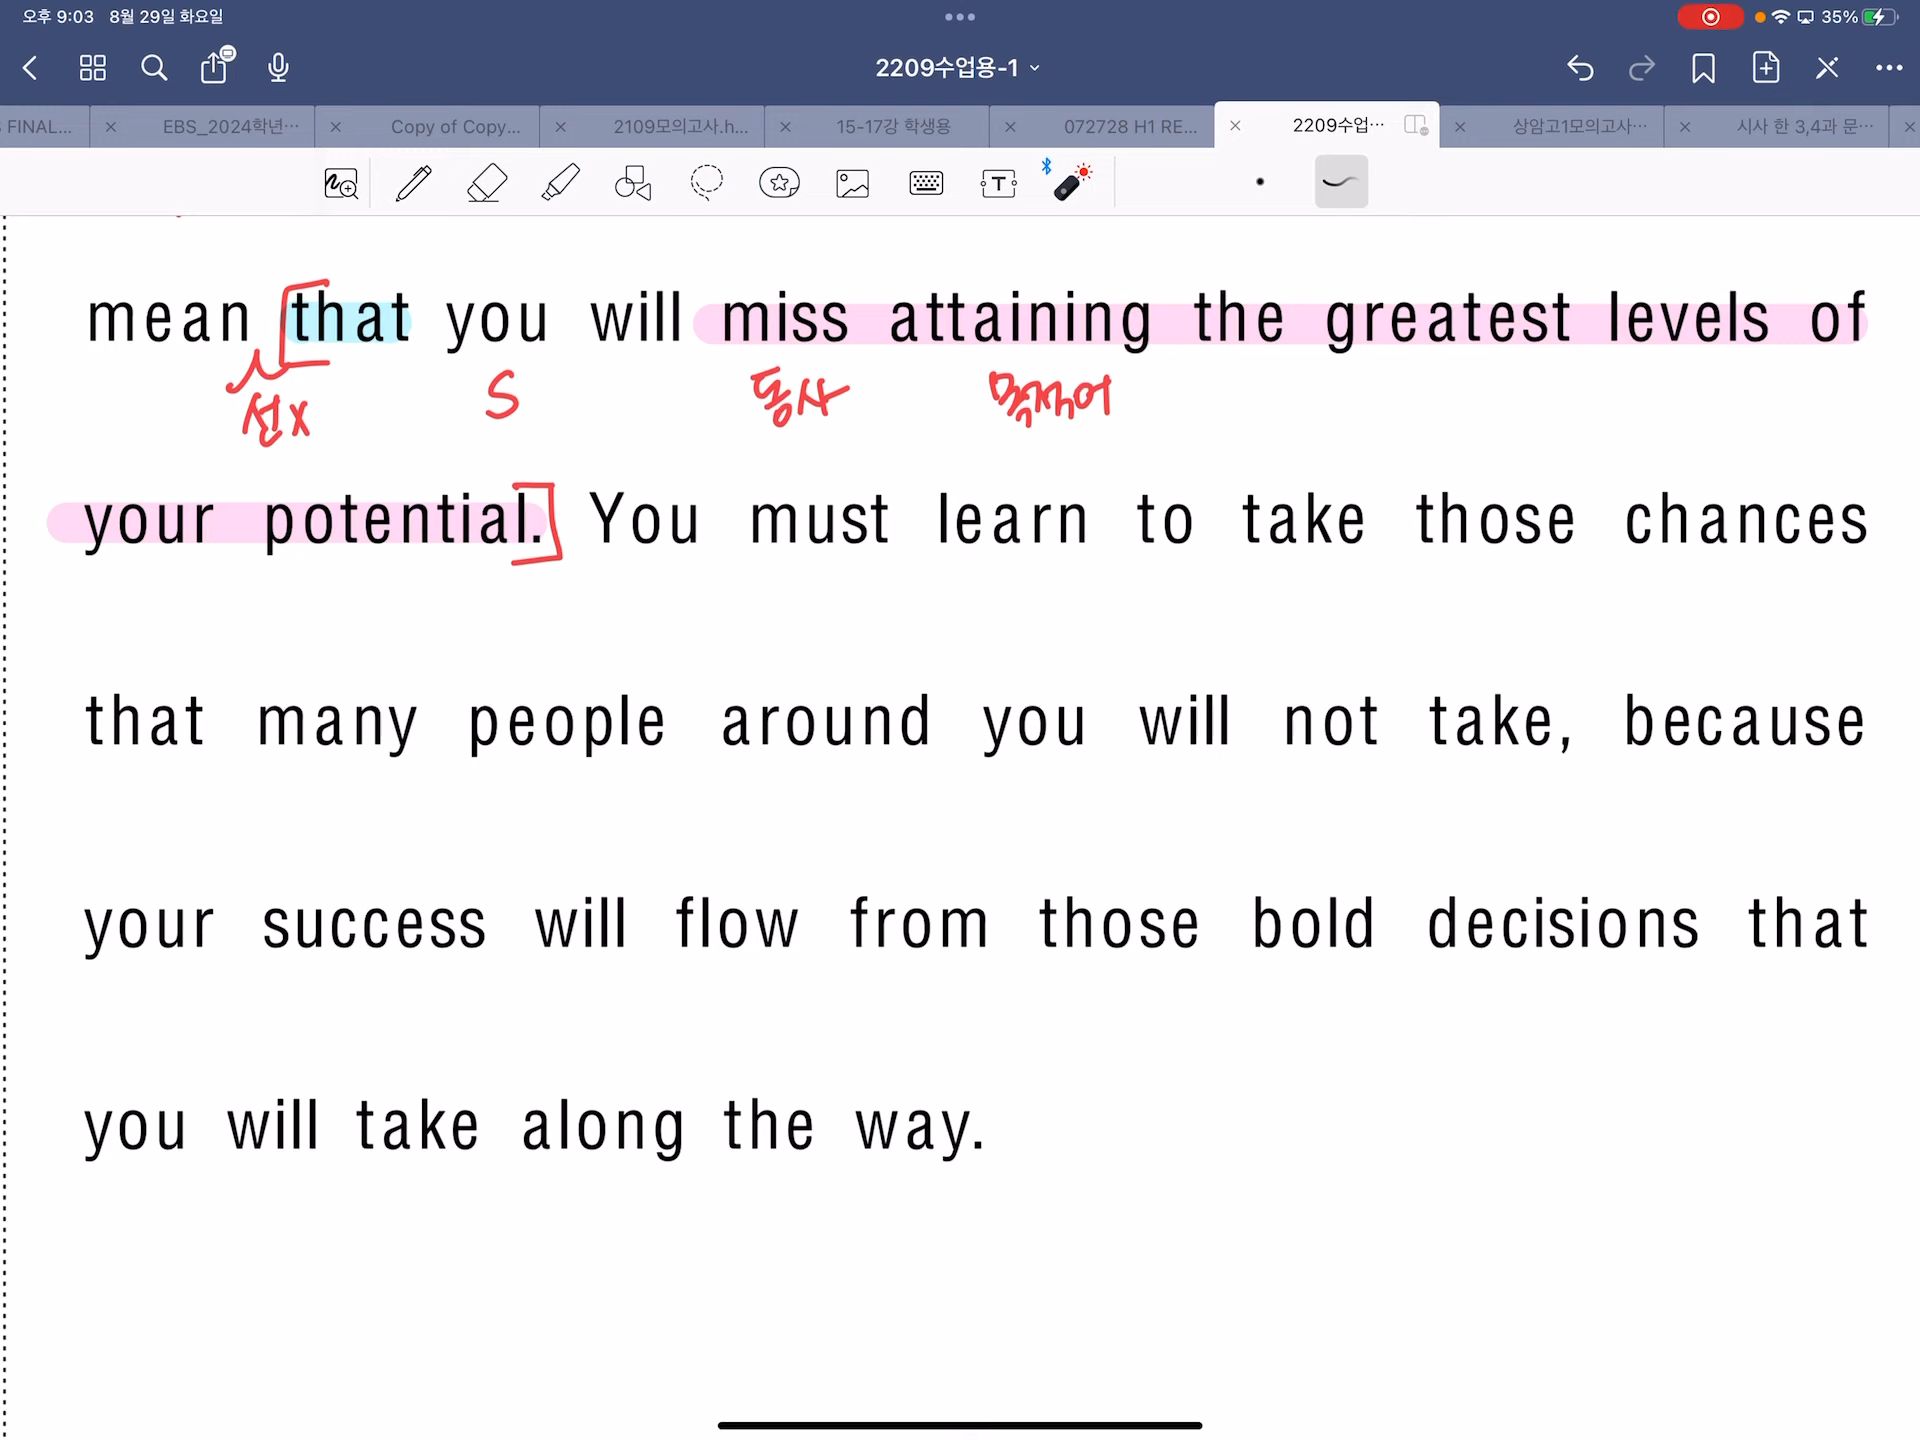 오후 9:03 8월 29일 화요일
35%
2209수업용-1
FINAL...
EBS_2024학년...
Copy of Copy...
2109모의고사.h...
15-17강 학생용
072728 H1 RE...
2209수업...
상암고1모의고사...
시사 한 3,4과 문...
T
mean that you will miss attaining the greatest levels of
선x S 동사 목적어
your potential. You must learn to take those chances
that many people around you will not take, because
your success will flow from those bold decisions that
you will take along the way.